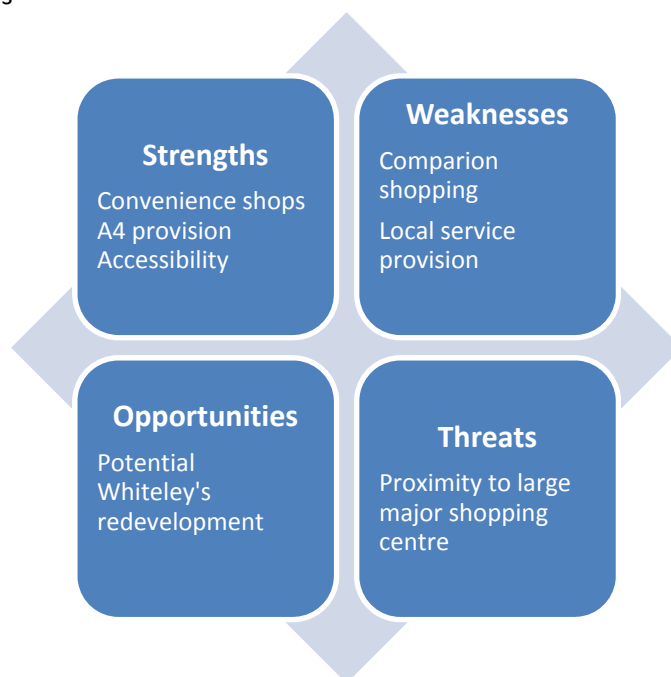 Strengths
Convenience shops
A4 provision
Accessibility
Weaknesses
Comparion
shopping
Local service
provision
Opportunities
Potential
Whiteley's
redevelopment
Threats
Proximity to large
major shopping
centre